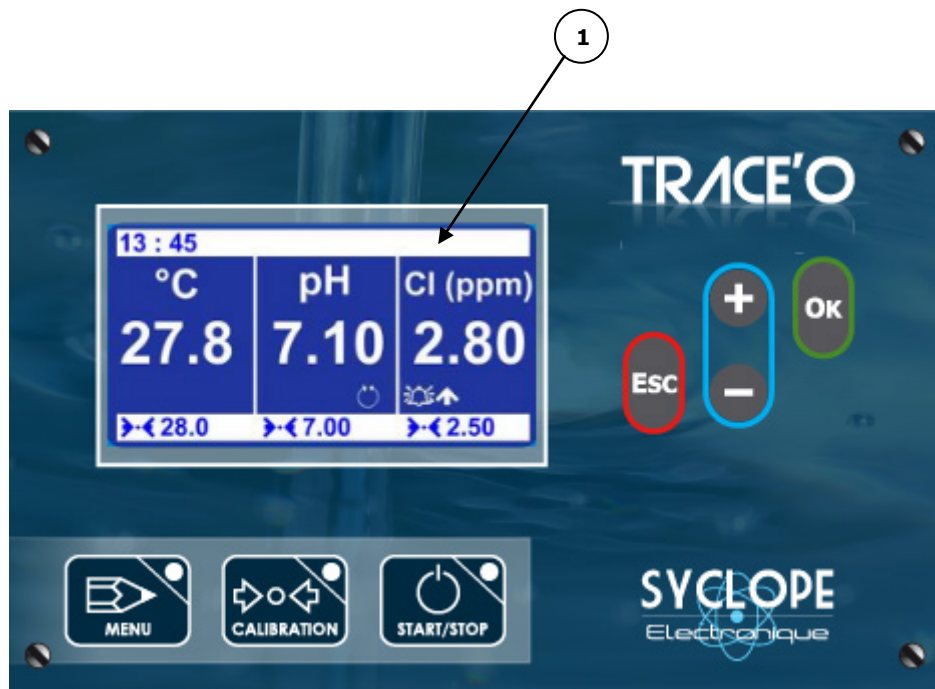 1
TRACE'O
13 : 45
°C pH Cl (ppm)
27.8 7.10 2.80
28.0 7.00 2.50
+
OK
ESC
−
MENU CALIBRATION START/STOP
SYCLOPE
Electronique